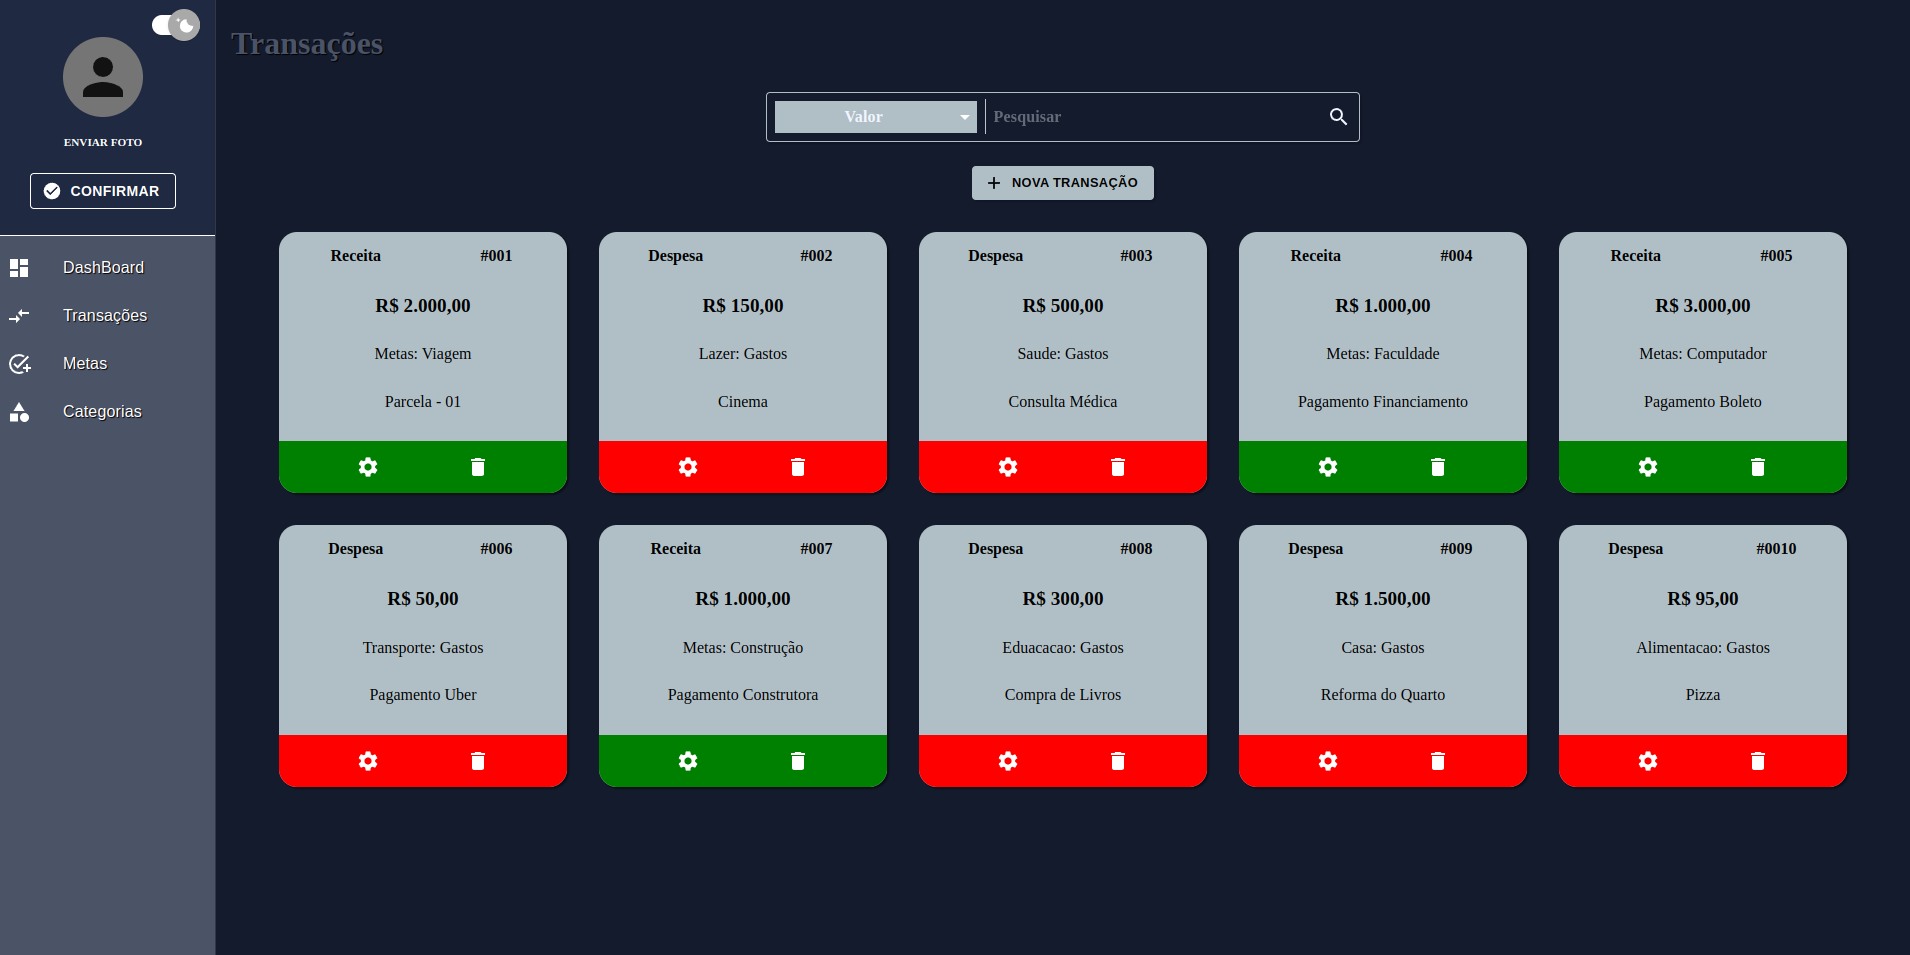 Transações
ENVIAR FOTO
CONFIRMAR
DashBoard
Transações
Metas
Categorias
Valor Pesquisar
NOVA TRANSAÇÃO
Receita #001
R$ 2.000,00
Metas: Viagem
Parcela - 01
Despesa #002
R$ 150,00
Lazer: Gastos
Cinema
Despesa #003
R$ 500,00
Saude: Gastos
Consulta Médica
Receita #004
R$ 1.000,00
Metas: Faculdade
Pagamento Financiamento
Receita #005
R$ 3.000,00
Metas: Computador
Pagamento Boleto
Despesa #006
R$ 50,00
Transporte: Gastos
Pagamento Uber
Receita #007
R$ 1.000,00
Metas: Construção
Pagamento Construtora
Despesa #008
R$ 300,00
Eduacacao: Gastos
Compra de Livros
Despesa #009
R$ 1.500,00
Casa: Gastos
Reforma do Quarto
Despesa #0010
R$ 95,00
Alimentacao: Gastos
Pizza